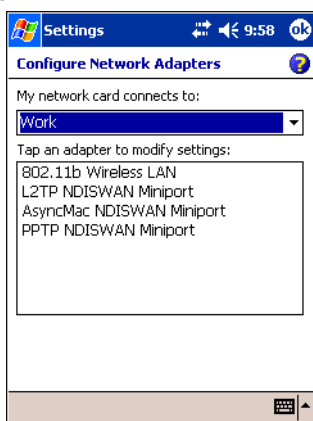 Settings 9:58 ok
Configure Network Adapters ?
My network card connects to:
Work
Tap an adapter to modify settings:
802.11b Wireless LAN
L2TP NDISWAN Miniport
AsyncMac NDISWAN Miniport
PPTP NDISWAN Miniport